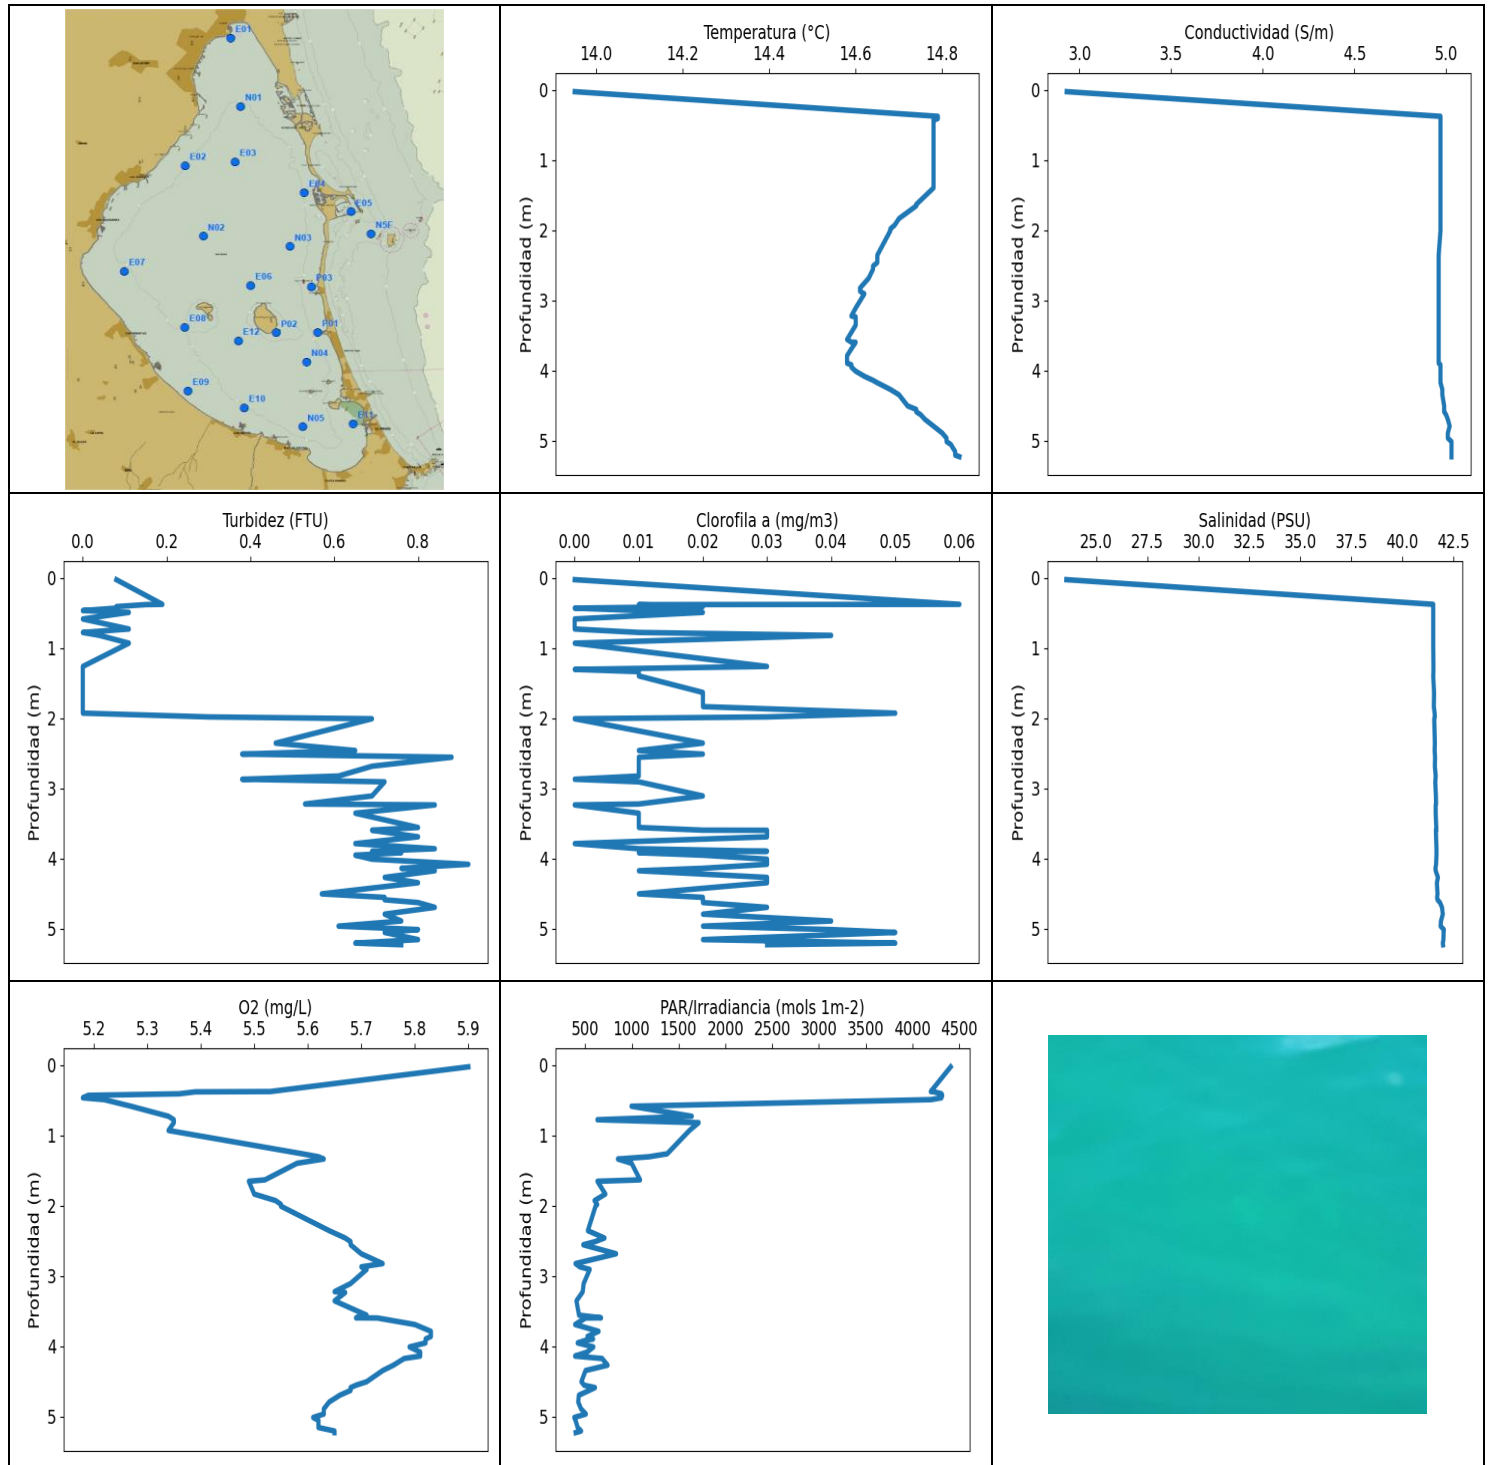 E01
N01
E02
E03
E04
E05
N5F
N02
N03
E07
E06
P03
E08
E12
P02
P01
N04
E09
E10
N05
E11
Temperatura (°C)
14.0 14.2 14.4 14.6 14.8
Profundidad (m)
0
1
2
3
4
5
Conductividad (S/m)
3.0 3.5 4.0 4.5 5.0
Profundidad (m)
0
1
2
3
4
5
Turbidez (FTU)
0.0 0.2 0.4 0.6 0.8
Profundidad (m)
0
1
2
3
4
5
Clorofila a (mg/m3)
0.00 0.01 0.02 0.03 0.04 0.05 0.06
Profundidad (m)
0
1
2
3
4
5
Salinidad (PSU)
25.0 27.5 30.0 32.5 35.0 37.5 40.0 42.5
Profundidad (m)
0
1
2
3
4
5
O2 (mg/L)
5.2 5.3 5.4 5.5 5.6 5.7 5.8 5.9
Profundidad (m)
0
1
2
3
4
5
PAR/Irradiancia (mols 1m-2)
500 1000 1500 2000 2500 3000 3500 4000 4500
Profundidad (m)
0
1
2
3
4
5